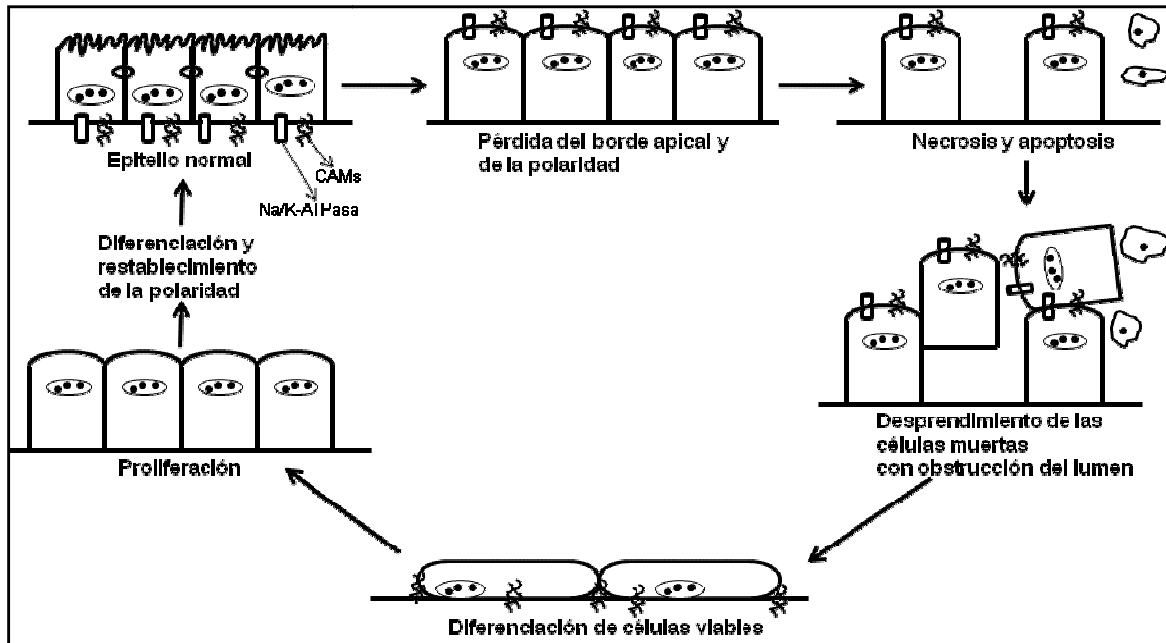 Epitelio normal
CAMs
Na/K-ATPasa
Pérdida del borde apical y
de la polaridad
Necrosis y apoptosis
Desprendimiento de las
células muertas
con obstrucción del lumen
Diferenciación de células viables
Proliferación
Diferenciación y
restablecimiento
de la polaridad